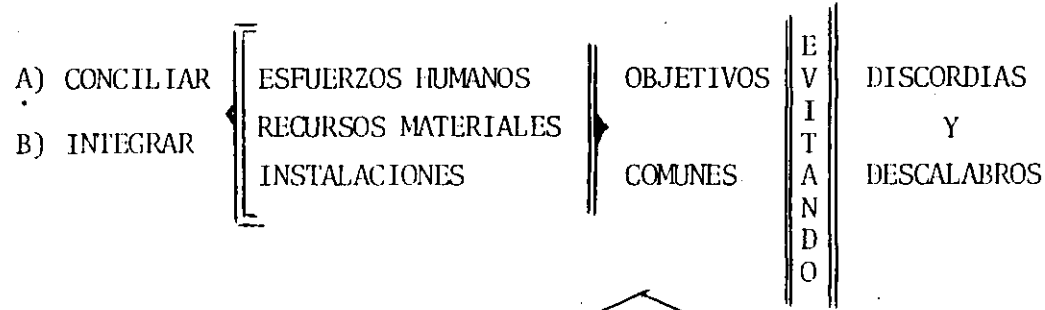 A) CONCILIAR
B) INTEGRAR
ESFUERZOS HUMANOS
RECURSOS MATERIALES
INSTALACIONES
OBJETIVOS
COMUNES
EVITANDO
DISCORDIAS
Y
DESCALABROS